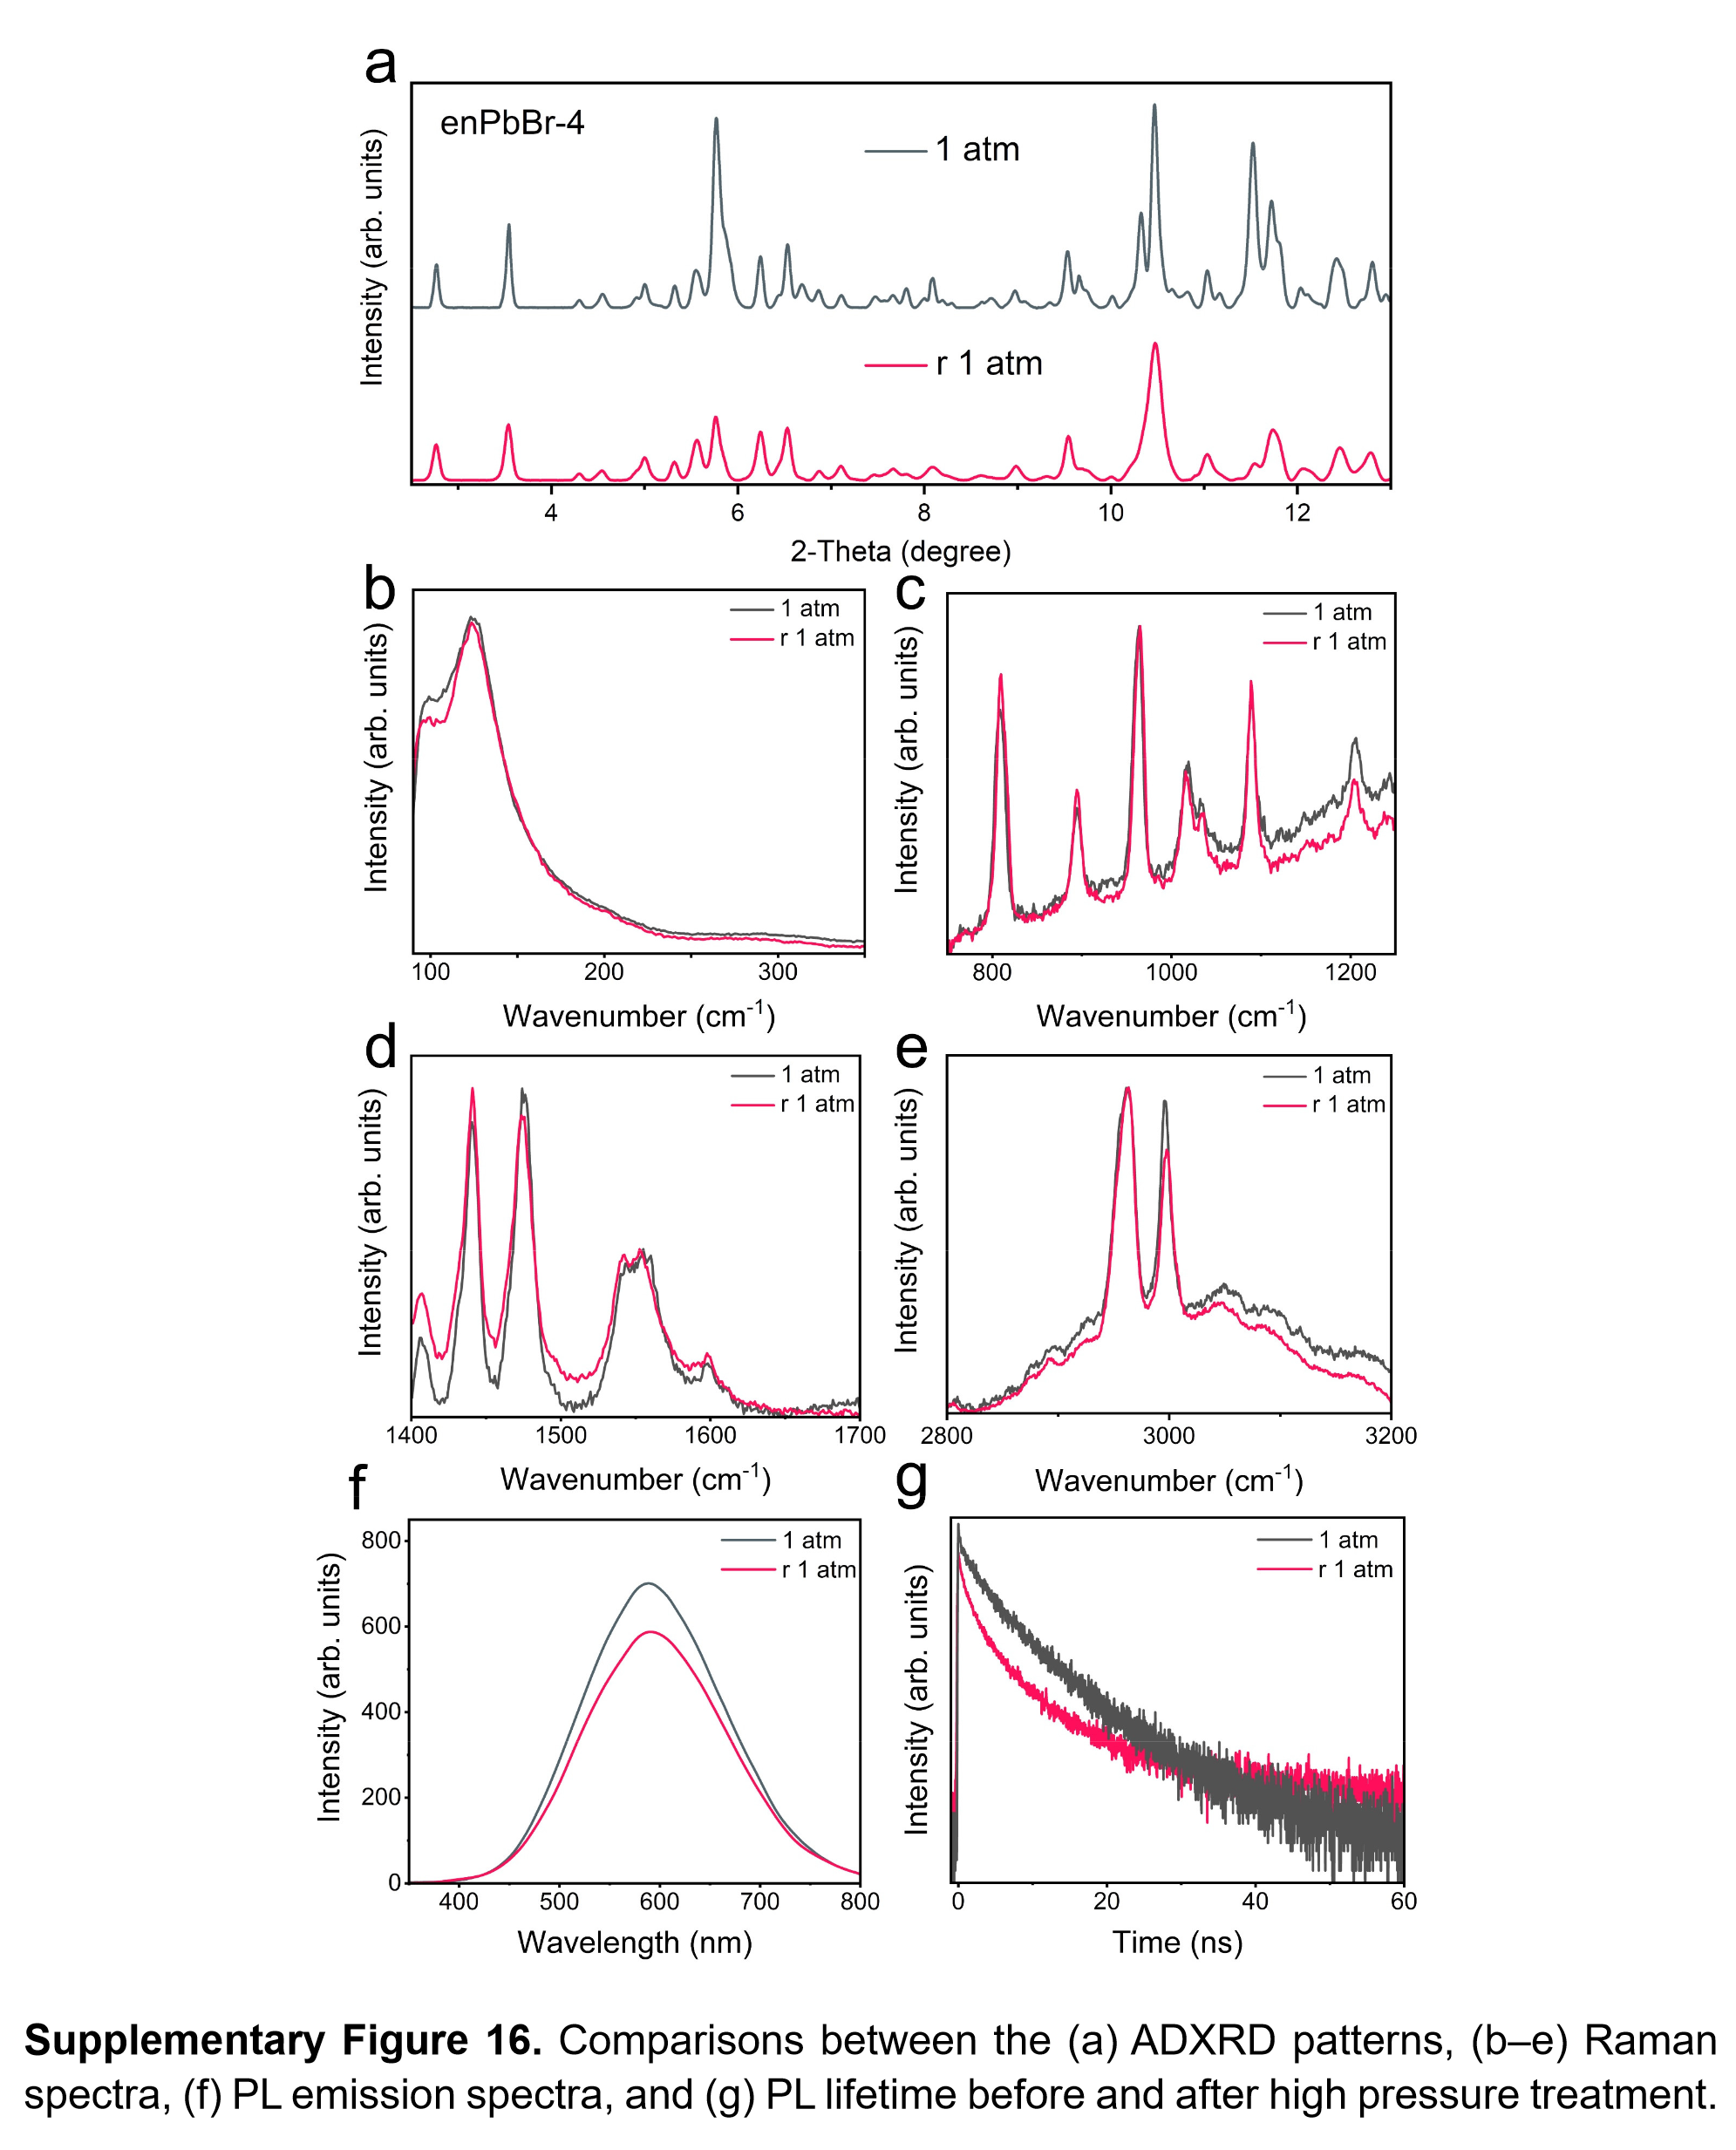 a
enPbBr-4
1 atm
r 1 atm
Intensity (arb. units)
4 6 8 10 12
2-Theta (degree)
b
1 atm
r 1 atm
Intensity (arb. units)
100 200 300
Wavenumber (cm-1)
c
1 atm
r 1 atm
Intensity (arb. units)
800 1000 1200
Wavenumber (cm-1)
d
1 atm
r 1 atm
Intensity (arb. units)
1400 1500 1600 1700
Wavenumber (cm-1)
e
1 atm
r 1 atm
Intensity (arb. units)
2800 3000 3200
Wavenumber (cm-1)
f
1 atm
r 1 atm
Intensity (arb. units)
800
600
400
200
0
400 500 600 700 800
Wavelength (nm)
g
1 atm
r 1 atm
Intensity (arb. units)
0 20 40 60
Time (ns)
Supplementary Figure 16. Comparisons between the (a) ADXRD patterns, (b–e) Raman
spectra, (f) PL emission spectra, and (g) PL lifetime before and after high pressure treatment.